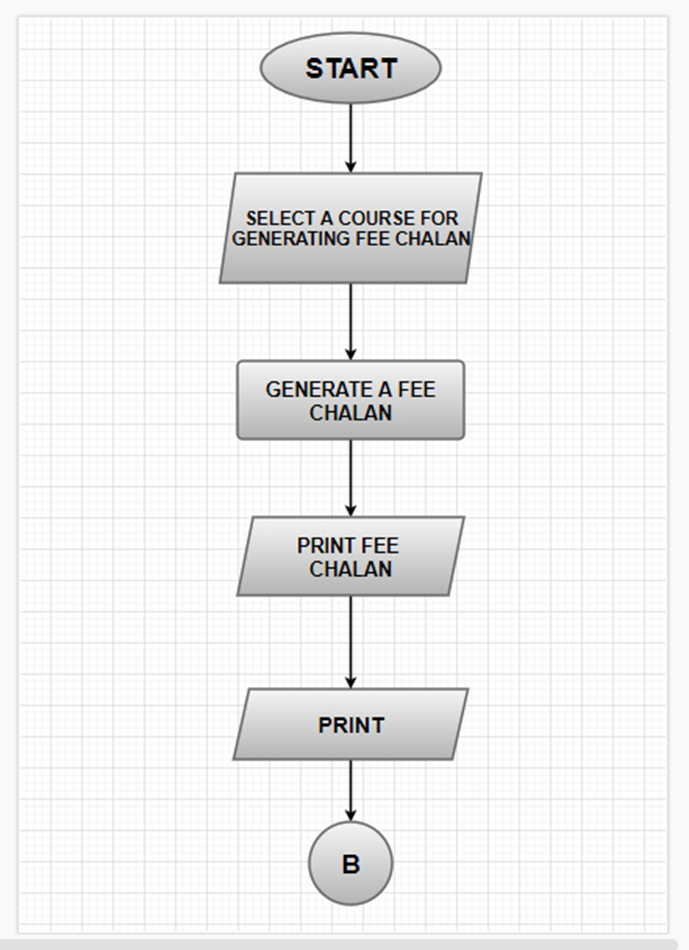 START
SELECT A COURSE FOR
GENERATING FEE CHALAN
GENERATE A FEE
CHALAN
PRINT FEE
CHALAN
PRINT
B